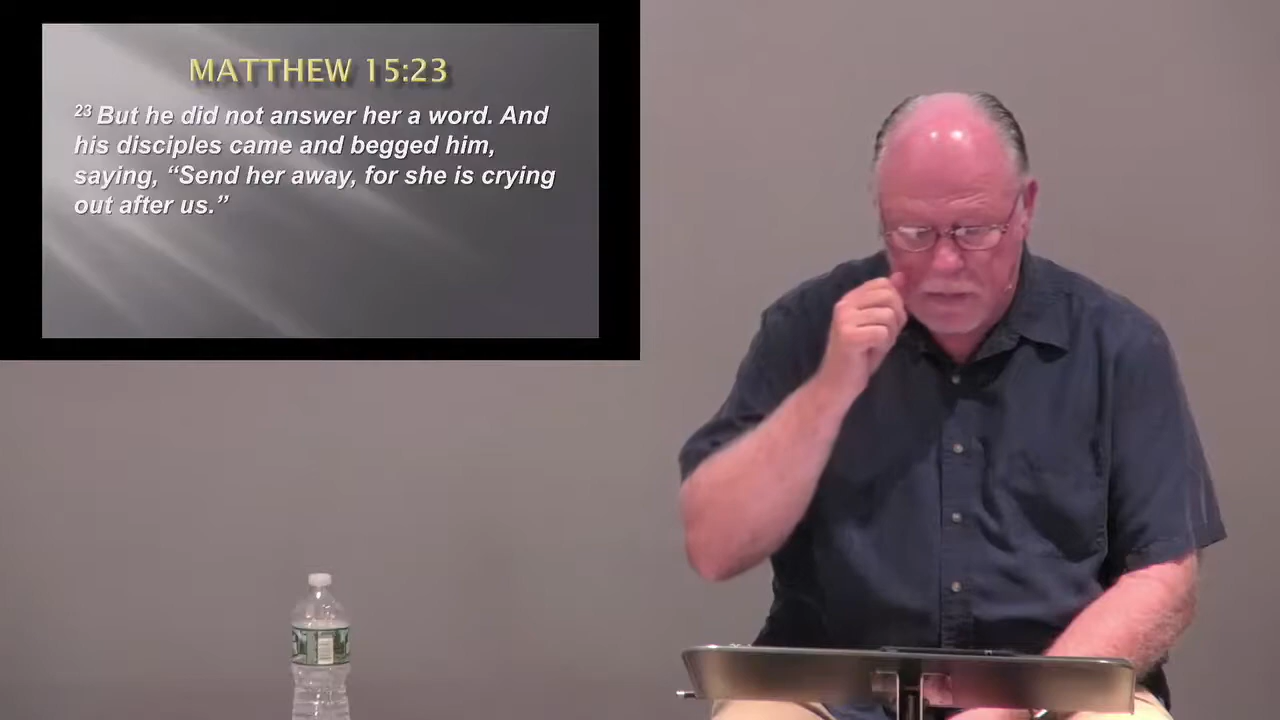 MATTHEW 15:23
23 But he did not answer her a word. And
his disciples came and begged him,
saying, “Send her away, for she is crying
out after us.”